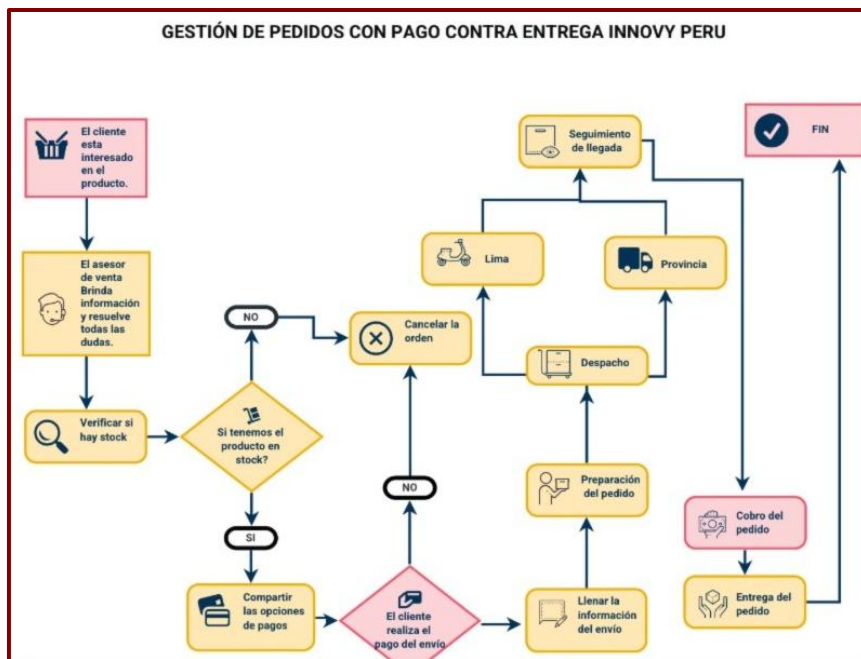 GESTIÓN DE PEDIDOS CON PAGO CONTRA ENTREGA INNOVY PERU
El cliente
esta
interesado
en el
producto.
El asesor
de venta
Brinda
información
y resuelve
todas las
dudas.
Verificar si
hay stock
Si tenemos el
producto en
stock?
NO
Cancelar la
orden
SI
Compartir
las opciones
de pagos
El cliente
realiza el
pago del envío
NO
Llenar la
información
del envío
Preparación
del pedido
Despacho
Lima
Provincia
Seguimiento
de llegada
Cobro del
pedido
Entrega del
pedido
FIN